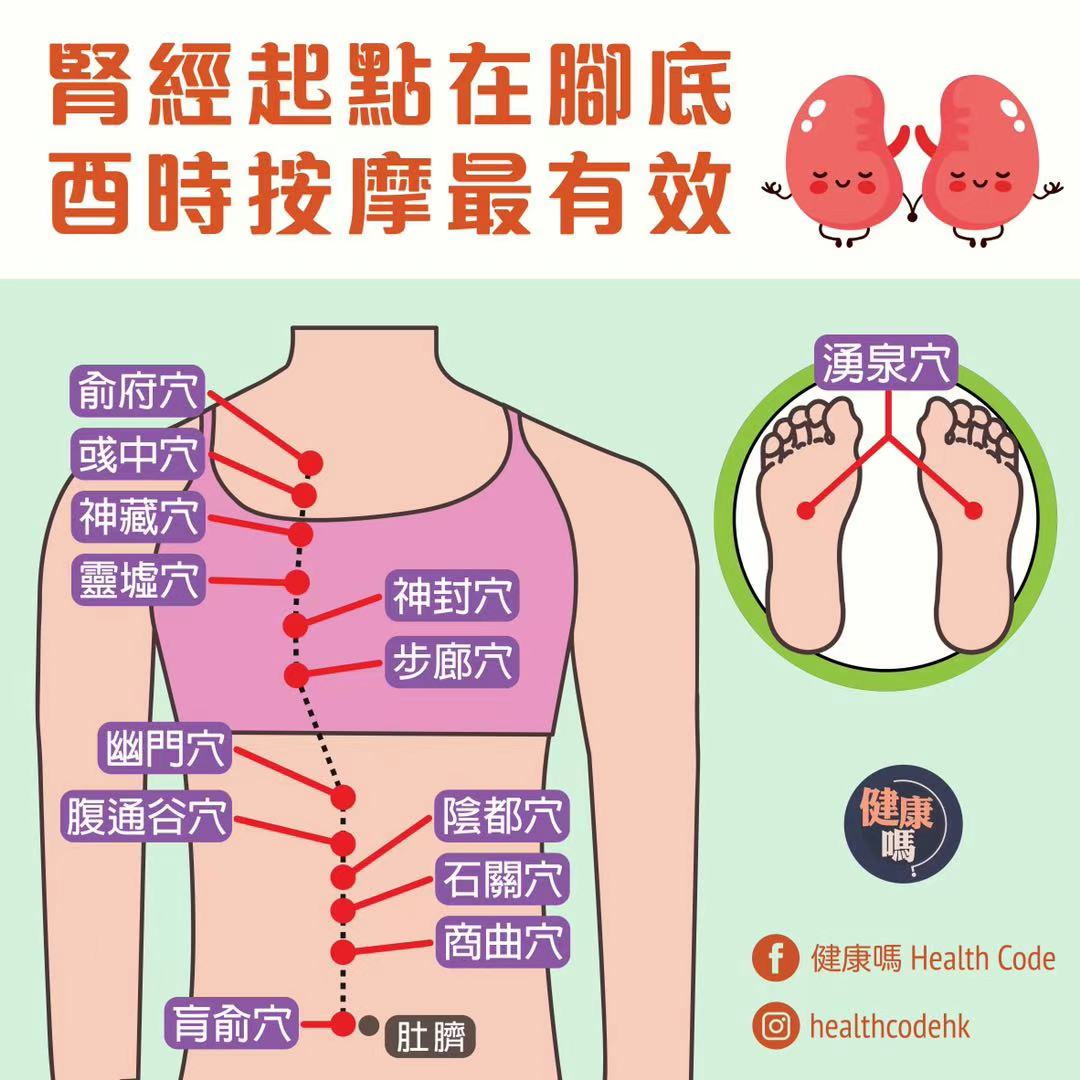 腎經起點在腳底
酉時按摩最有效
俞府穴
彧中穴
神藏穴
靈墟穴
神封穴
步廊穴
幽門穴
腹通谷穴
陰都穴
石關穴
商曲穴
肓俞穴
肚臍
湧泉穴
健康
嗎
健康嗎 Health Code
healthcodehk